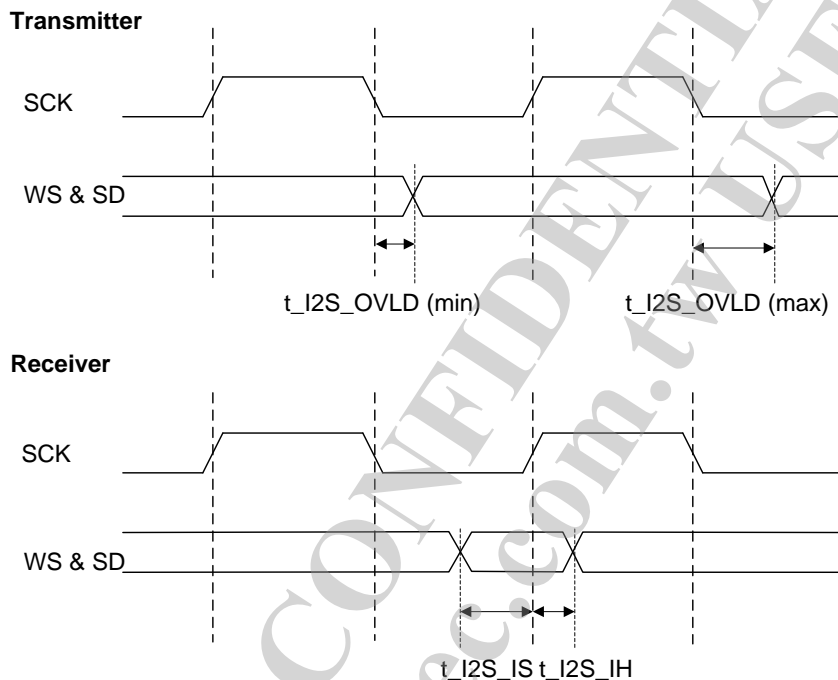 Transmitter
SCK
WS & SD
t_I2S_OVLD (min)
t_I2S_OVLD (max)
Receiver
SCK
WS & SD
t_I2S_IS t_I2S_IH